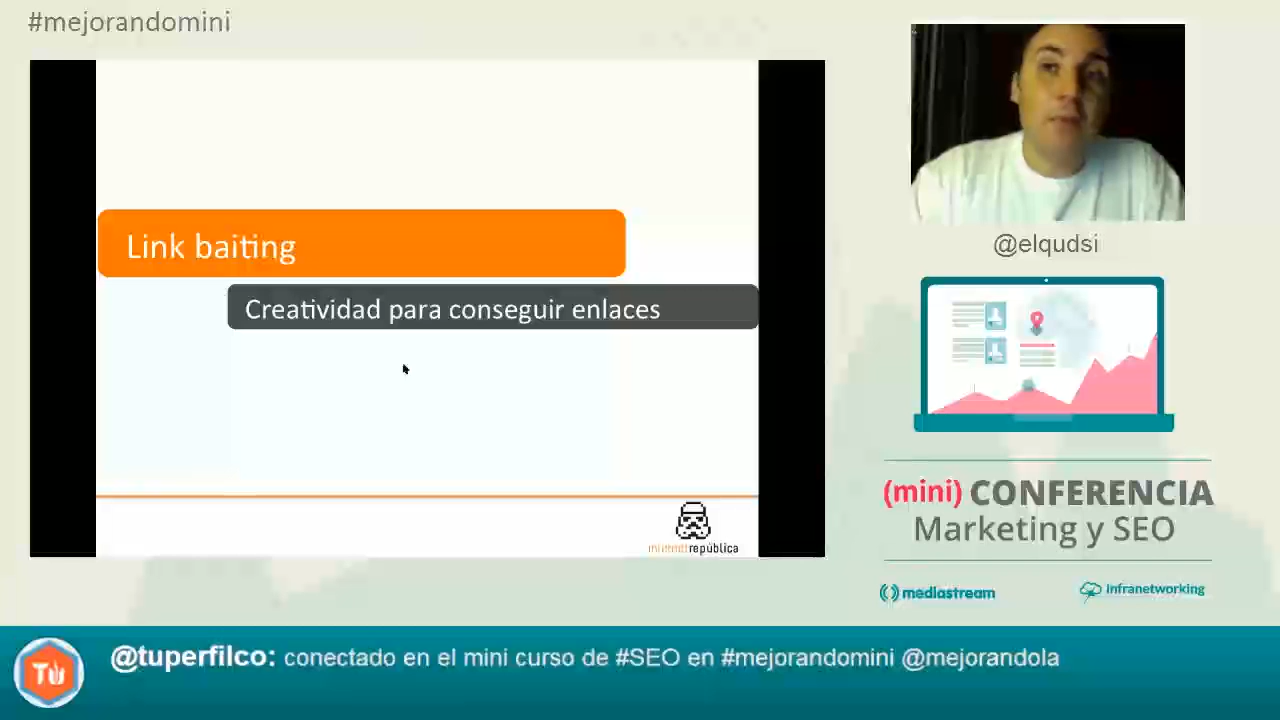 #mejorandomini
Link baiting
Creatividad para conseguir enlaces
república
@elqudsi
(mini) CONFERENCIA
Marketing y SEO
mediastream
infranetworking
TU
@tuperfilco: conectado en el mini curso de #SEO en #mejorandomini @mejorandola